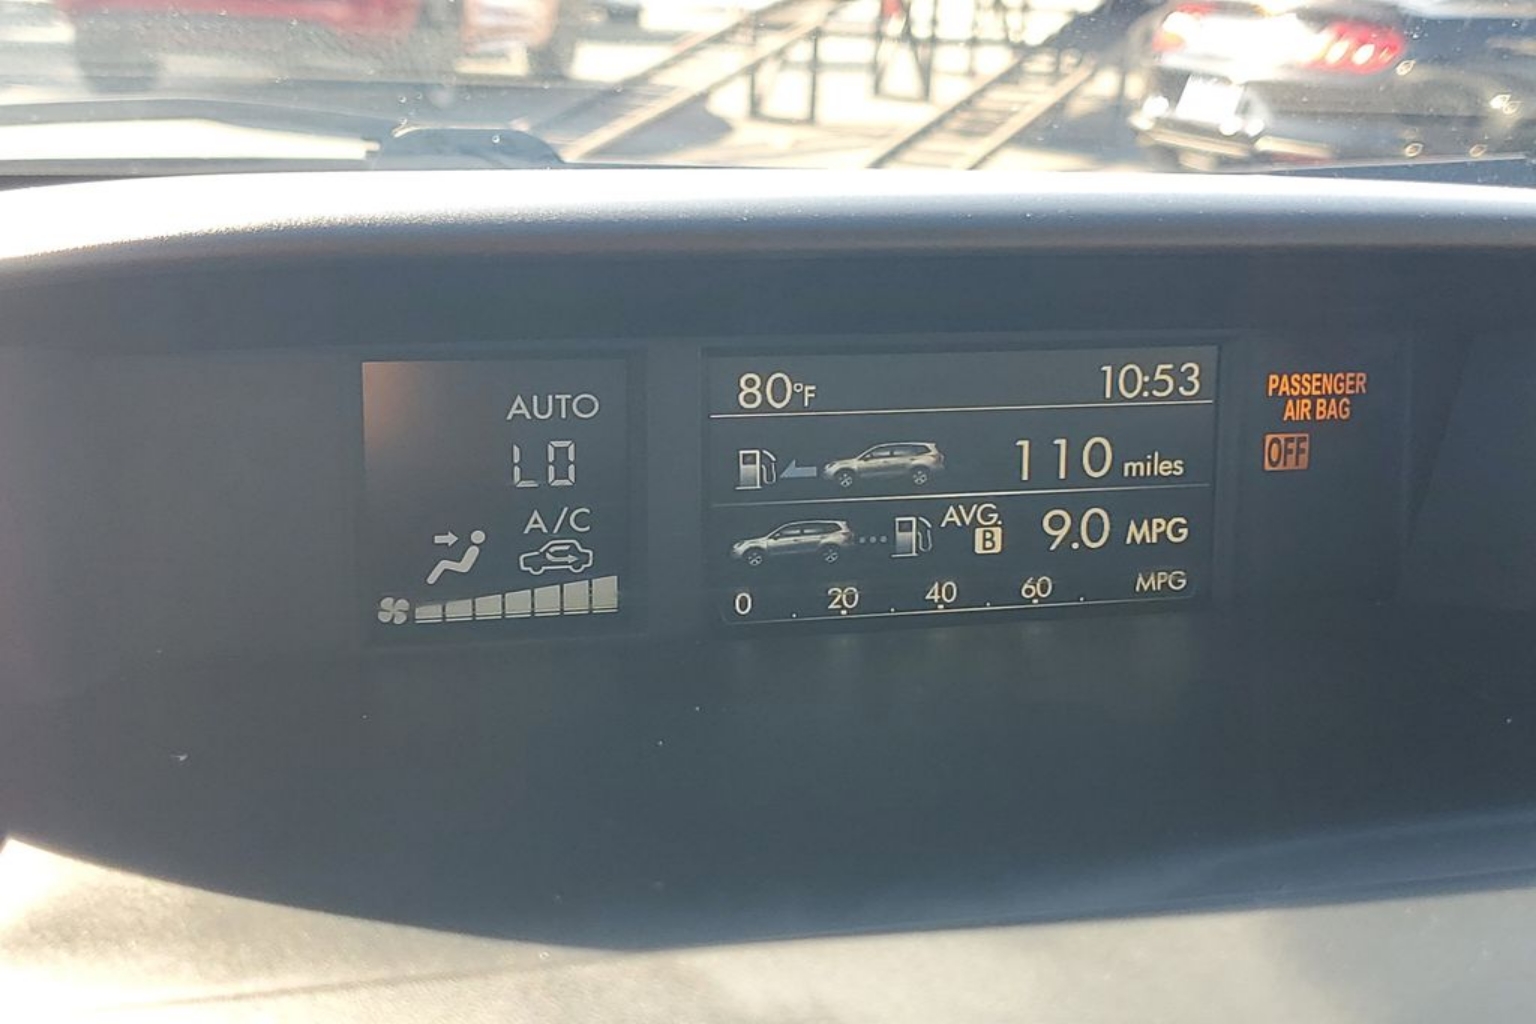 AUTO
LO
A/C
80°F 10:53
110 miles
AVG.
B 9.0 MPG
0 20 40 60 MPG
PASSENGER
AIR BAG
OFF